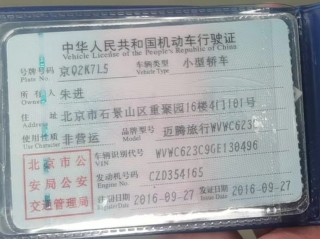 中华人民共和国机动车行驶证
Vehicle License of the People's Republic of China
号牌号码 京Q2K7L5 车辆类型 小型轿车
Plate No. Vehicle Type
所有人 朱进
Owner
住址 北京市石景山区重聚园16楼4门101号
Address
使用性质 非营运 品牌型号 迈腾旅行WVWC623C
Use Character Model
北京市公安局公安交通管理局
车辆识别代号 WVWC623C9GE130496
VIN
发动机号码 CZD354165
Engine No.
注册日期 2016-09-27 发证日期 2016-09-27
Register Date Issue Date